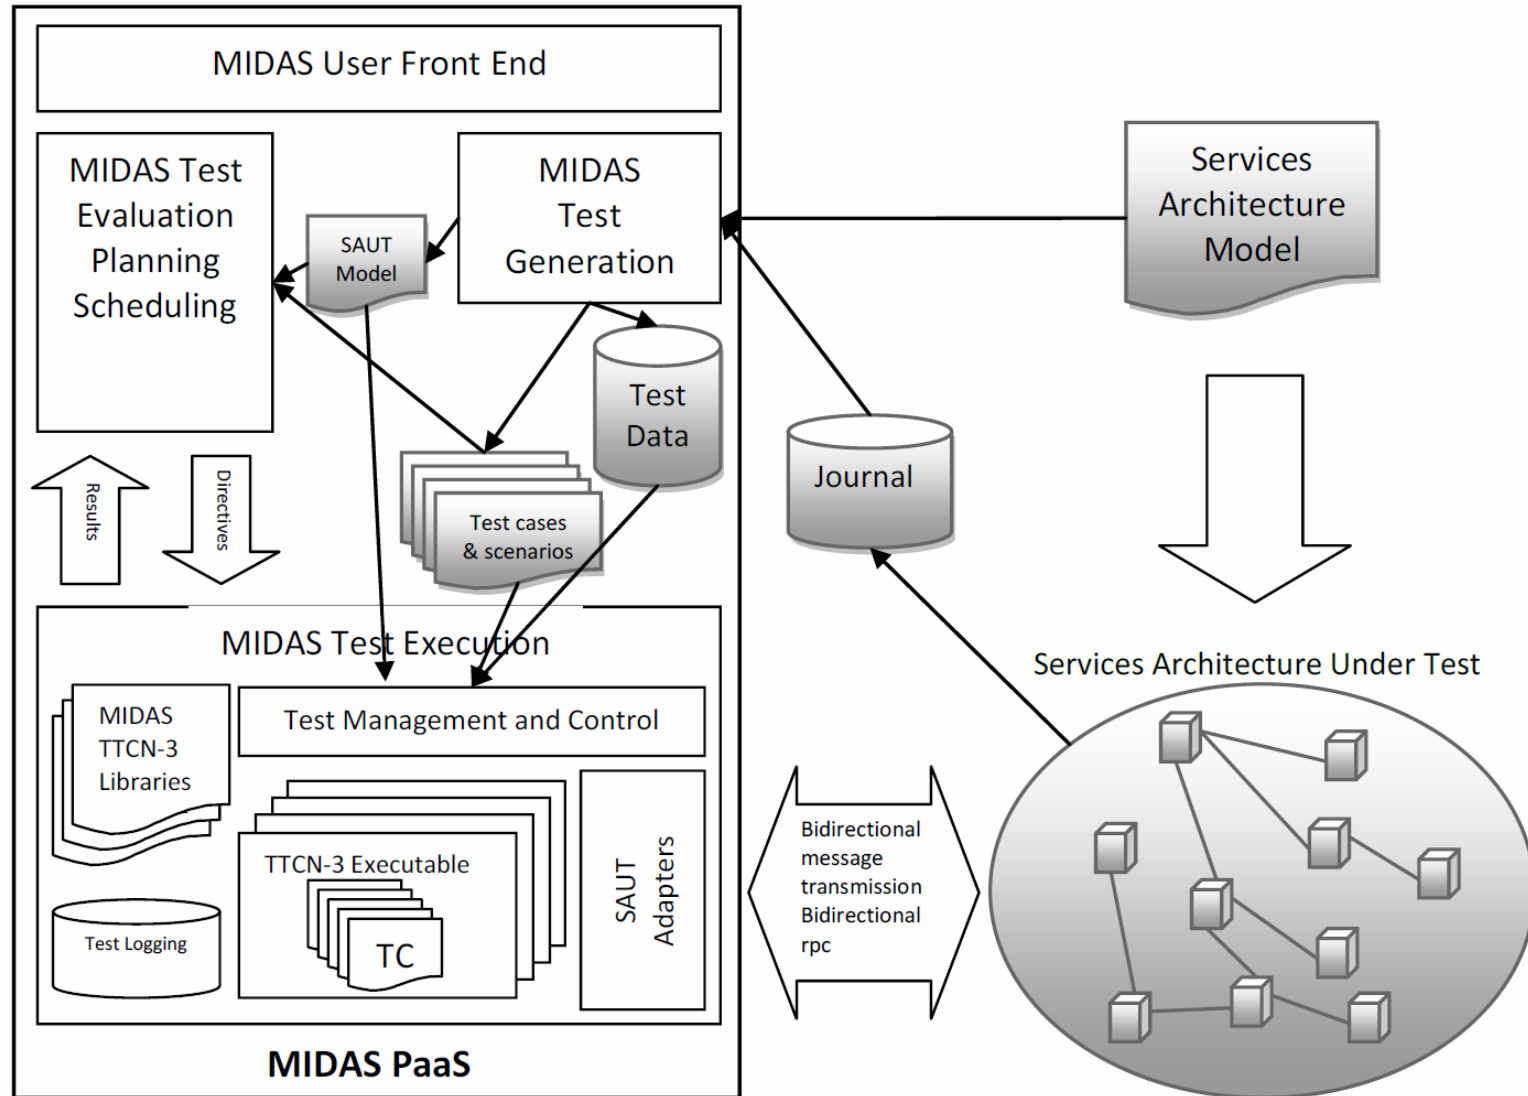 MIDAS User Front End
MIDAS Test
Evaluation
Planning
Scheduling
SAUT
Model
MIDAS
Test
Generation
Services
Architecture
Model
Test
Data
Journal
Results
Directives
Test cases
& scenarios
MIDAS Test Execution
Services Architecture Under Test
MIDAS
TTCN-3
Libraries
Test Management and Control
TTCN-3 Executable
TC
SAUT
Adapters
Test Logging
Bidirectional
message
transmission
Bidirectional
rpc
MIDAS PaaS